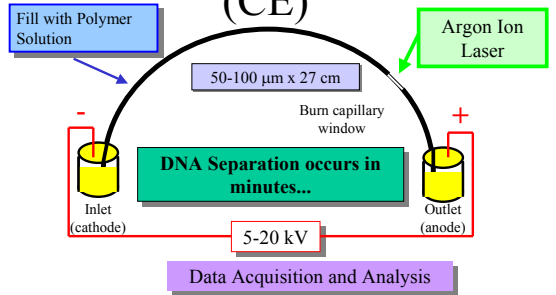 (CE)
Fill with Polymer
Solution
Argon Ion
Laser
50-100 μm x 27 cm
Burn capillary
window
-
+
DNA Separation occurs in
minutes...
Inlet
(cathode)
Outlet
(anode)
5-20 kV
Data Acquisition and Analysis